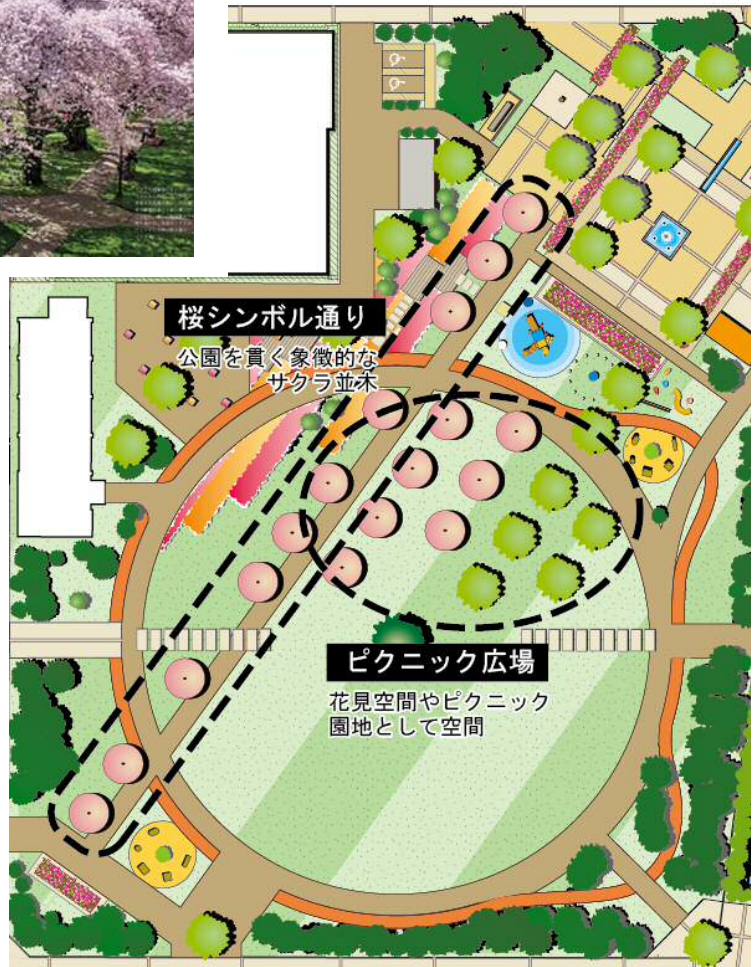 桜シンボル通り
公園を貫く象徴的な
サクラ並木
ピクニック広場
花見空間やピクニック
園地として空間